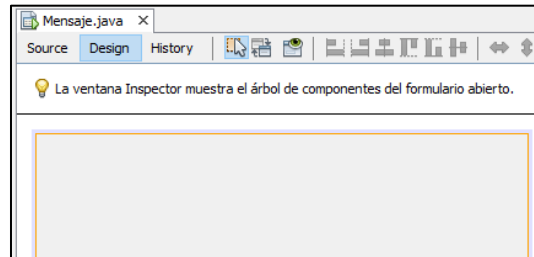 Mensaje.java
Source Design History
La ventana Inspector muestra el árbol de componentes del formulario abierto.